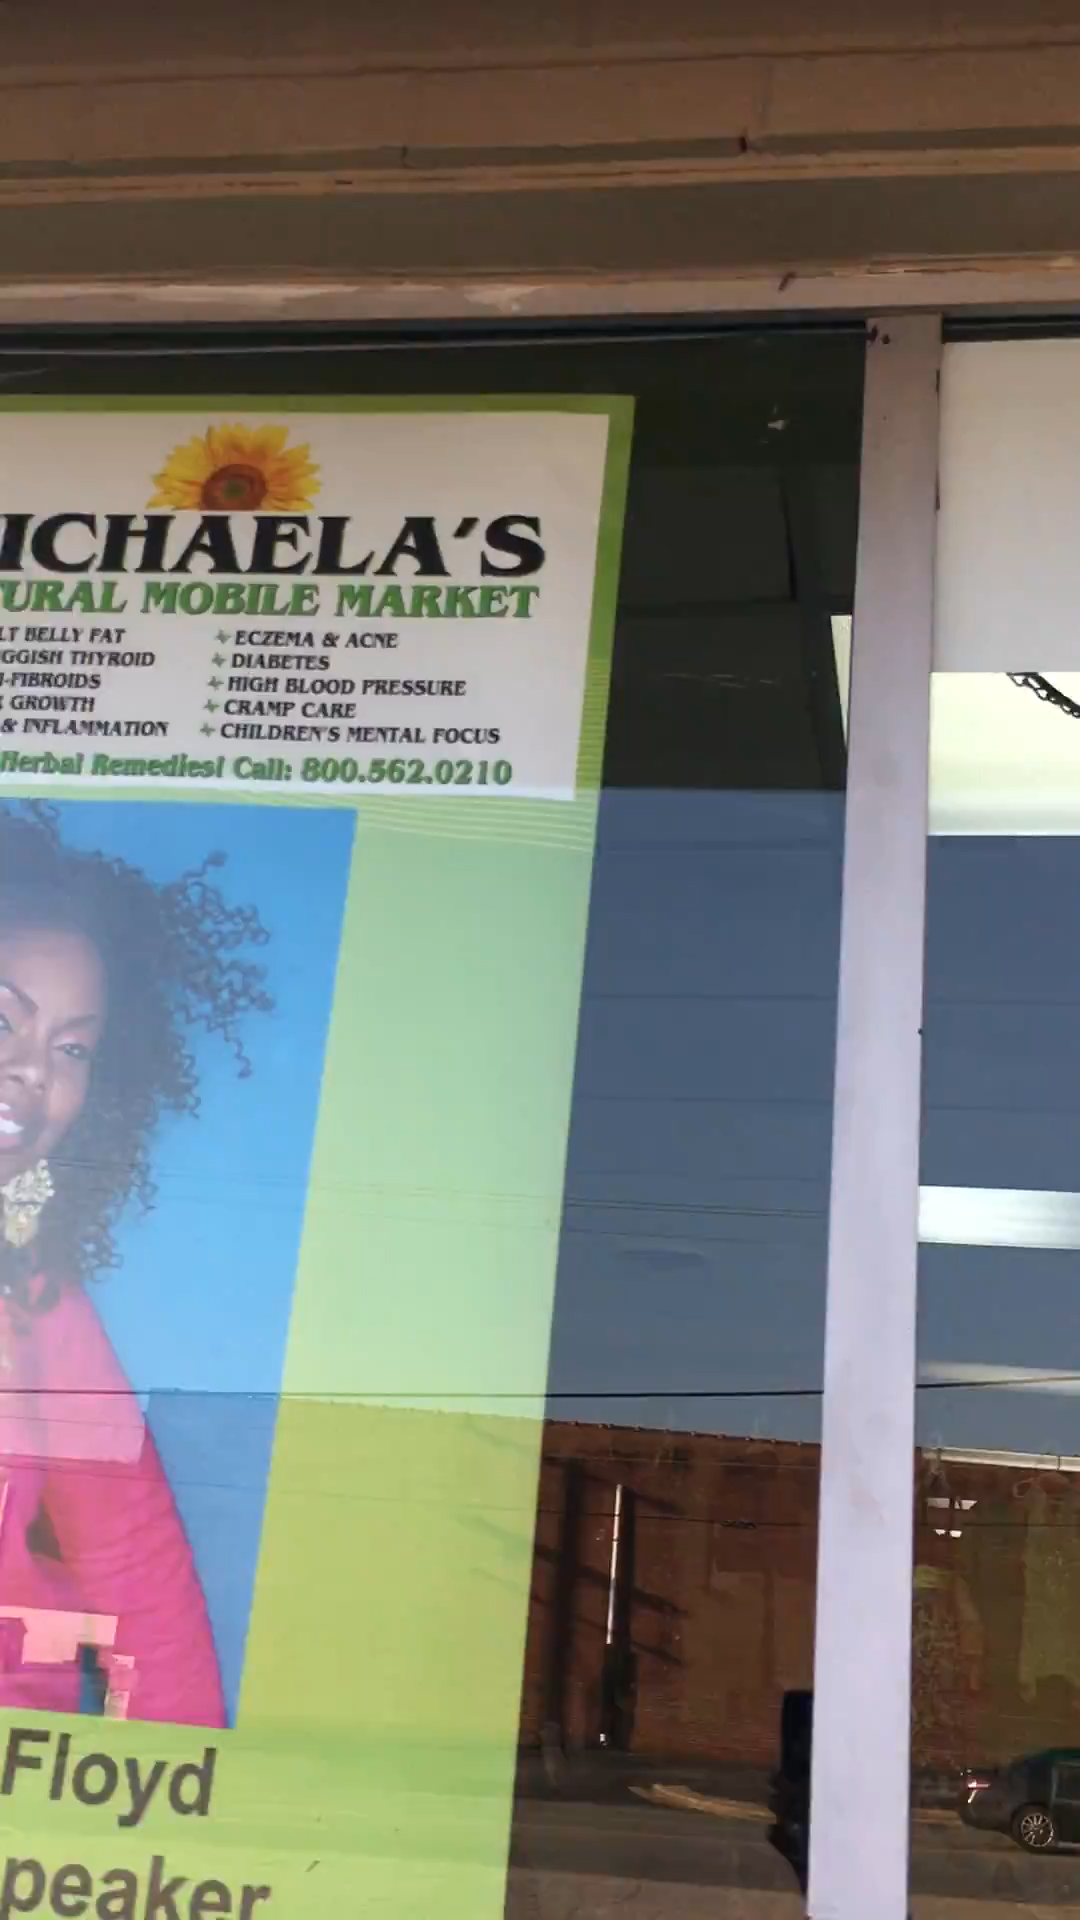 ICHAELA'S
TURAL MOBILE MARKET
LT BELLY FAT
GGISH THYROID
I-FIBROIDS
GROWTH
& INFLAMMATION
ECZEMA & ACNE
DIABETES
HIGH BLOOD PRESSURE
CRAMP CARE
CHILDREN'S MENTAL FOCUS
Herbal Remedies! Call: 800.562.0210
Floyd
peaker